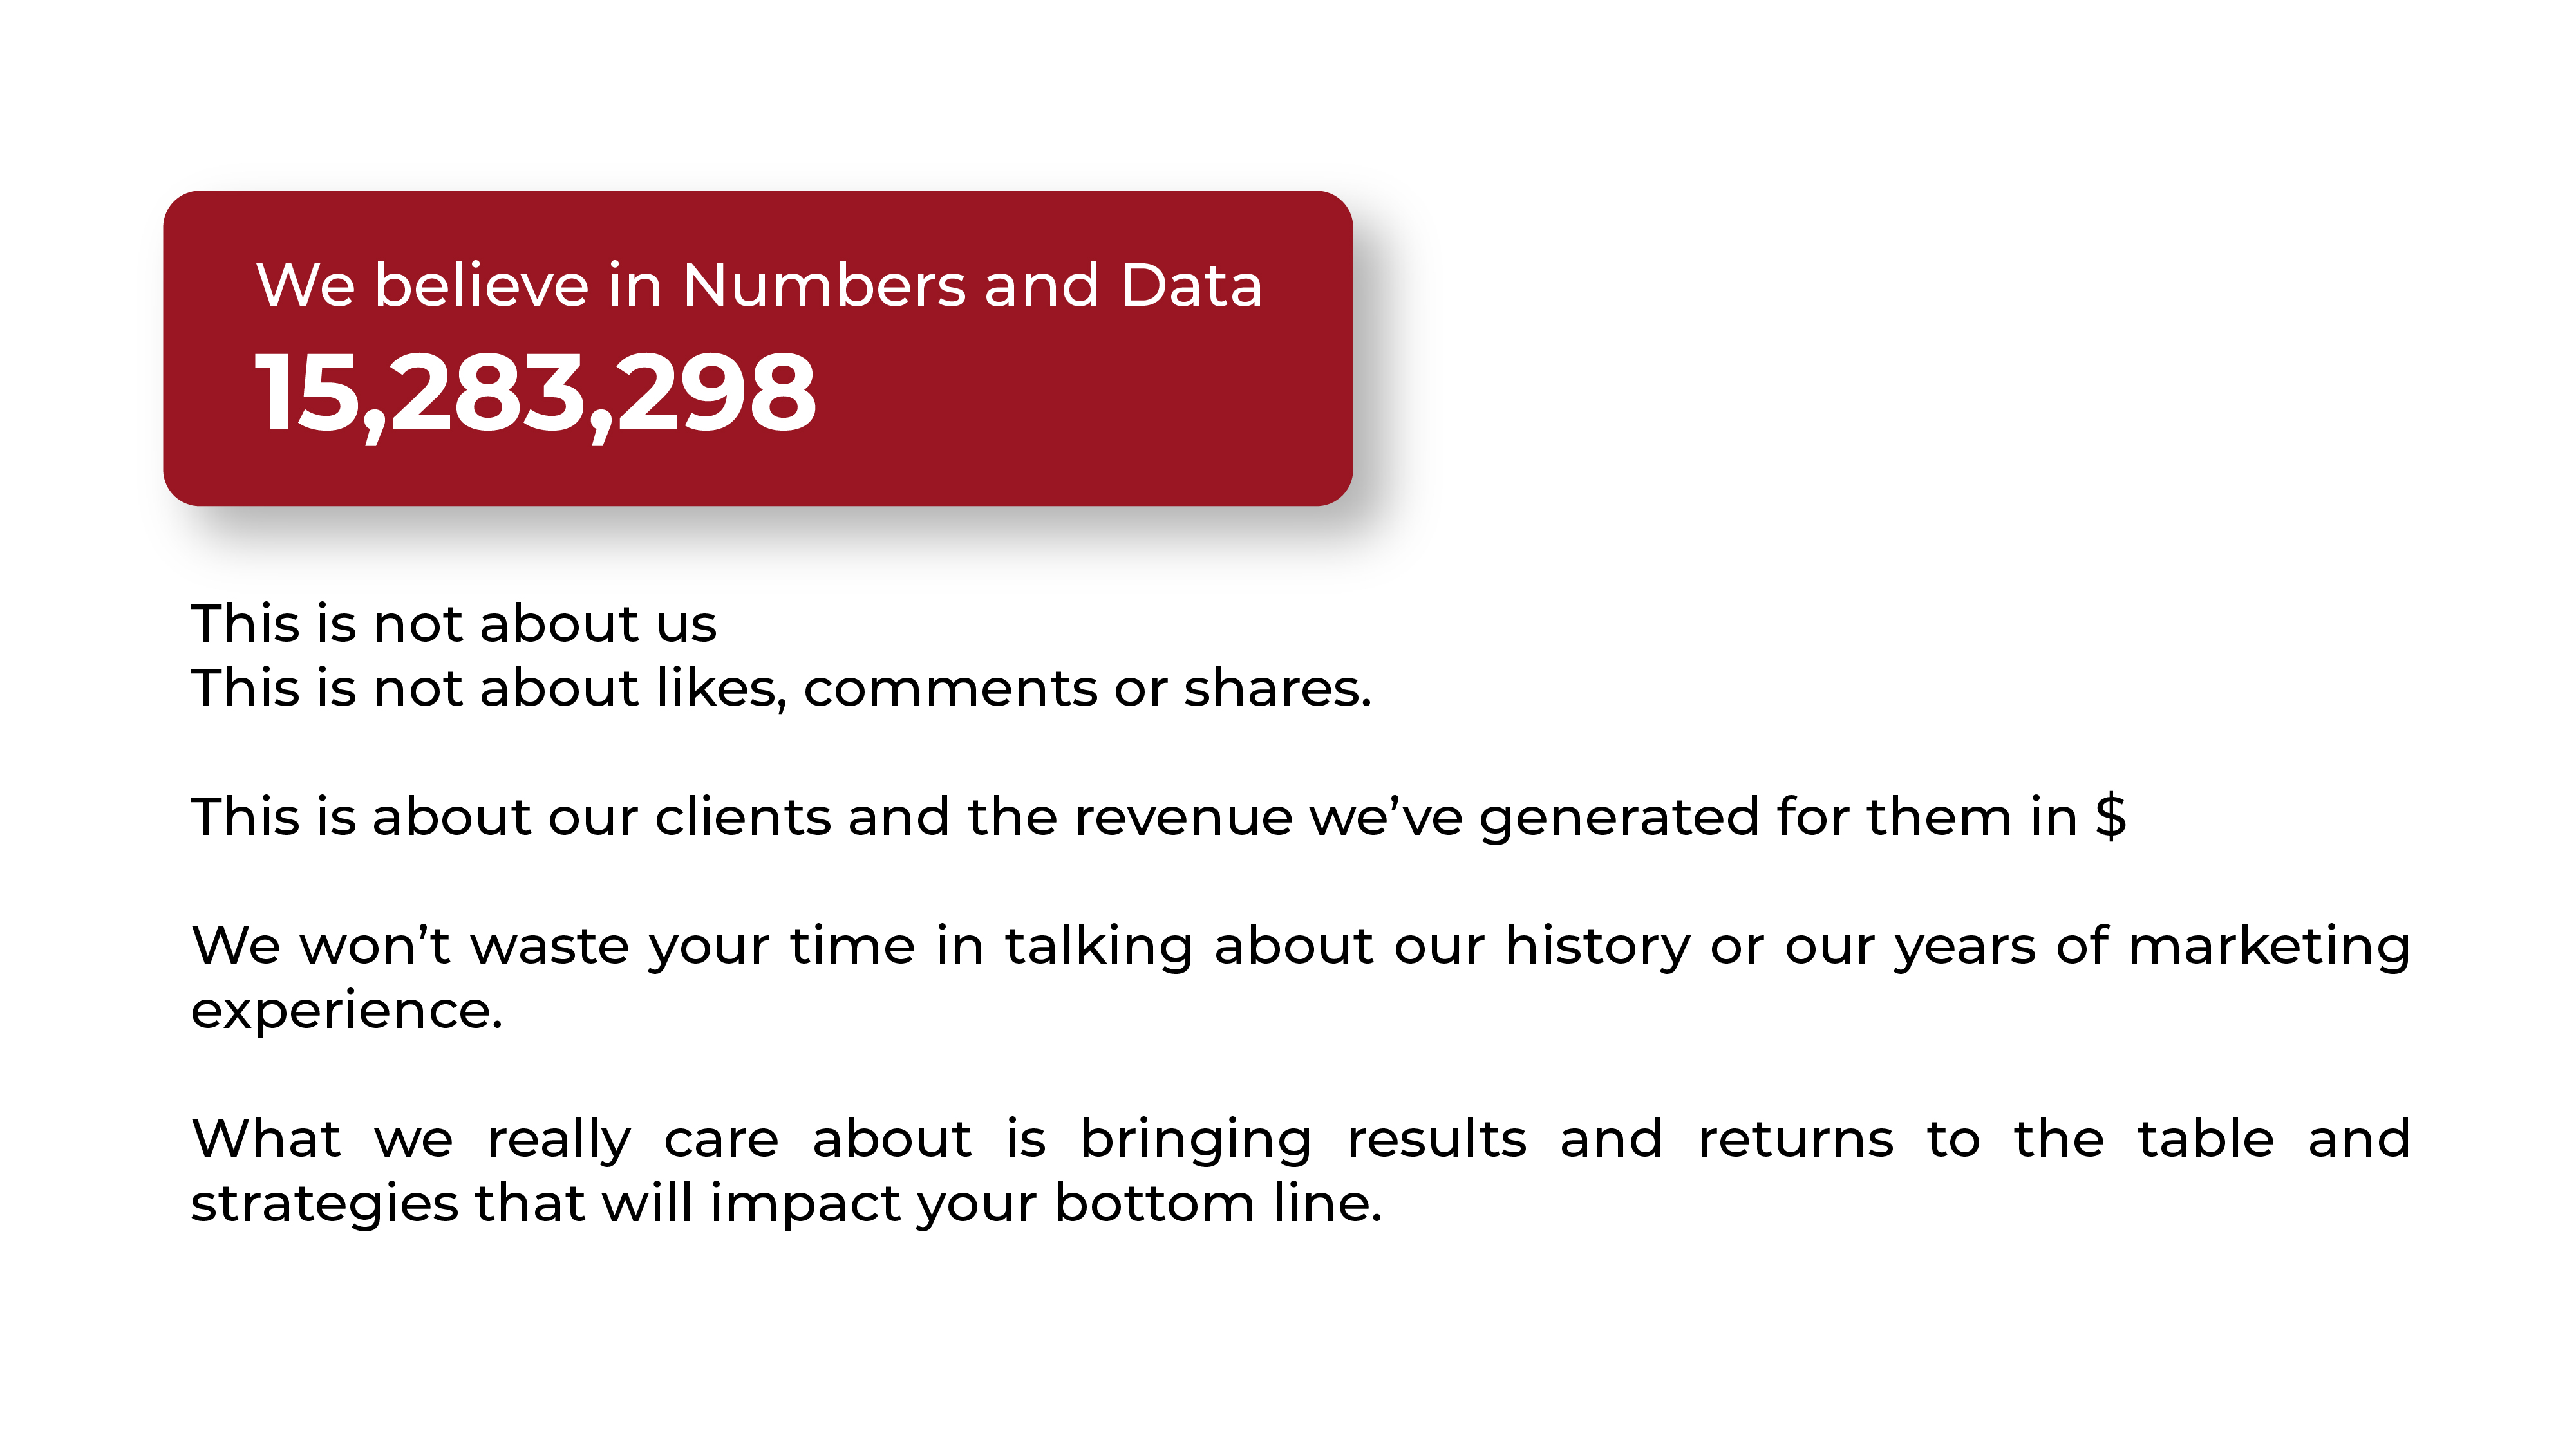 We believe in Numbers and Data
15,283,298
This is not about us
This is not about likes, comments or shares.
This is about our clients and the revenue we’ve generated for them in $
We won’t waste your time in talking about our history or our years of marketing
experience.
What we really care about is bringing results and returns to the table and
strategies that will impact your bottom line.